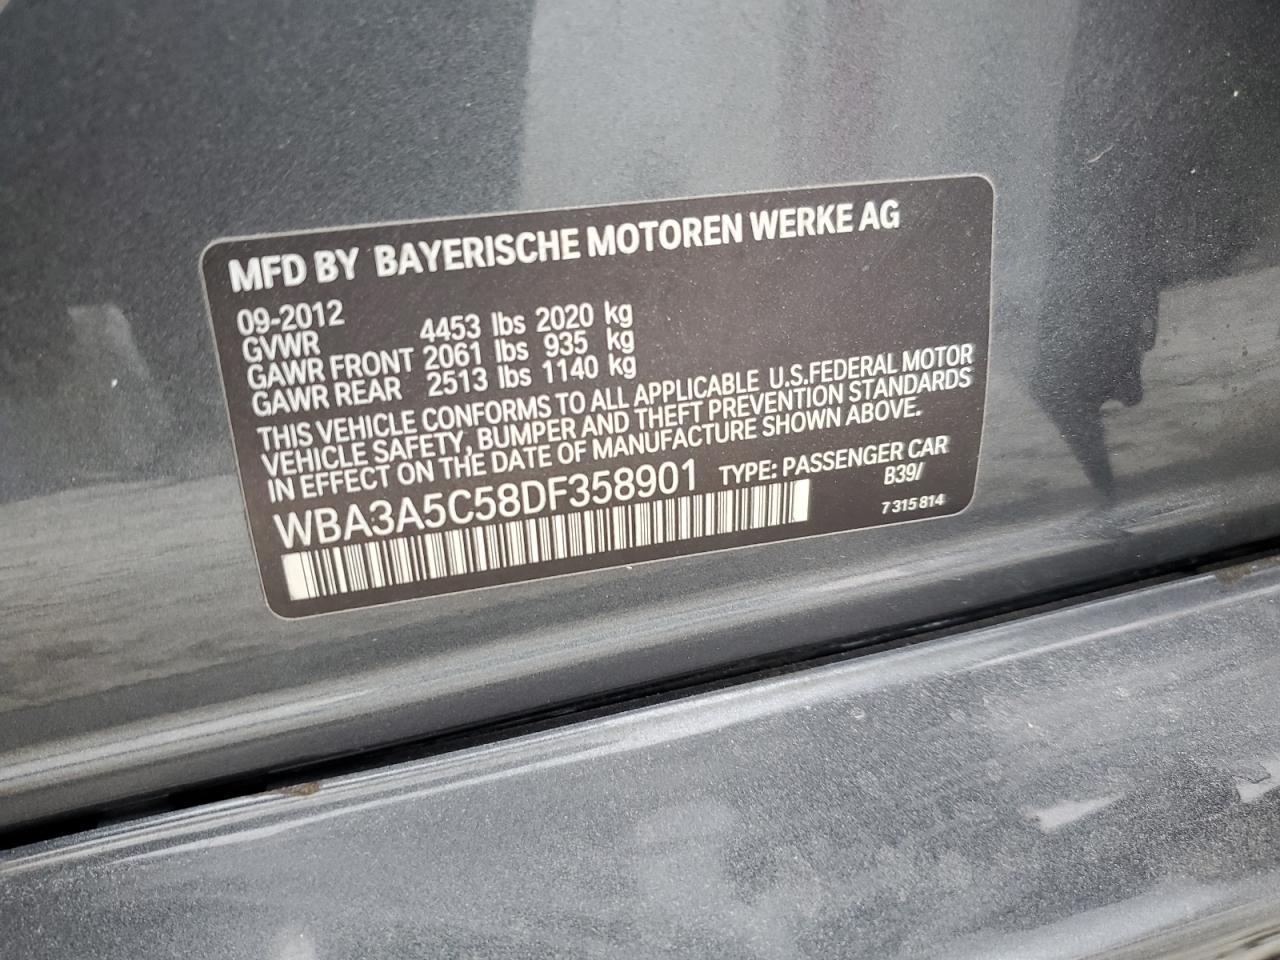 MFD BY BAYERISCHE MOTOREN WERKE AG
09-2012
GVWR 4453 lbs 2020 kg
GAWR FRONT 2061 lbs 935 kg
GAWR REAR 2513 lbs 1140 kg
THIS VEHICLE CONFORMS TO ALL APPLICABLE U.S.FEDERAL MOTOR
VEHICLE SAFETY, BUMPER AND THEFT PREVENTION STANDARDS
IN EFFECT ON THE DATE OF MANUFACTURE SHOWN ABOVE.
WBA3A5C58DF358901 TYPE: PASSENGER CAR
B39/
7 315 814